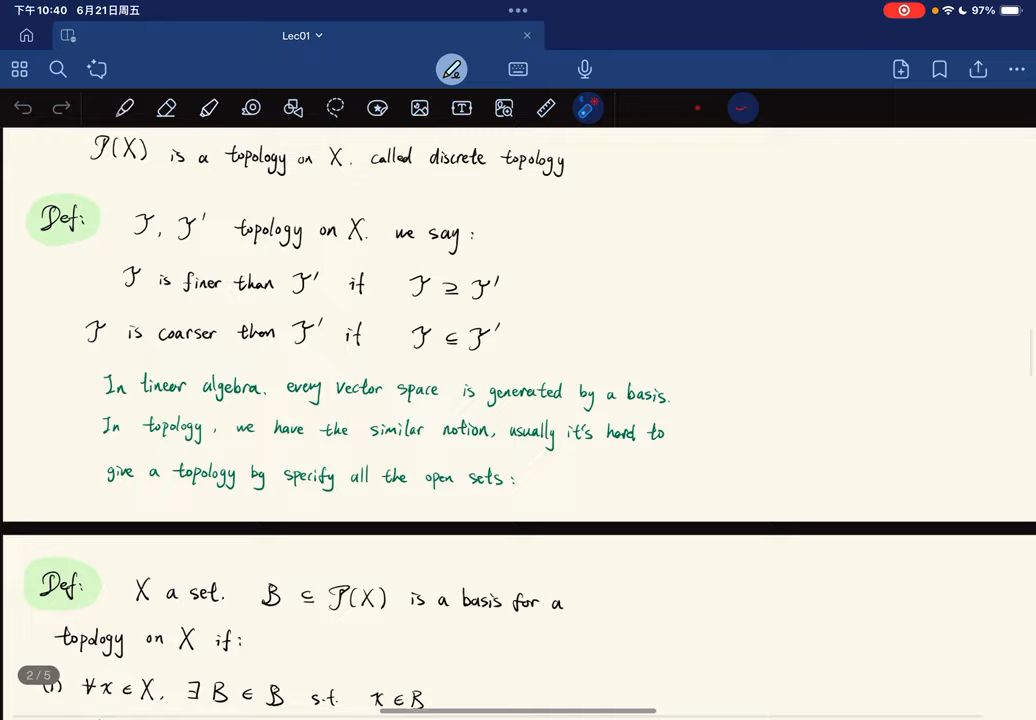 下午10:40 6月21日周五
97%
Lec01
P(X) is a topology on X. called discrete topology
Def: 𝒯, 𝒯' topology on X. we say:
𝒯 is finer than 𝒯' if 𝒯 ⊇ 𝒯'
𝒯 is coarser than 𝒯' if 𝒯 ⊆ 𝒯'
In linear algebra. every vector space is generated by a basis.
In topology, we have the similar notion, usually it's hard to
give a topology by specify all the open sets:
Def: X a set. ℬ ⊆ P(X) is a basis for a
topology on X if:
2/5
(1) ∀x∈X, ∃ B ∈ ℬ s.t. x∈B